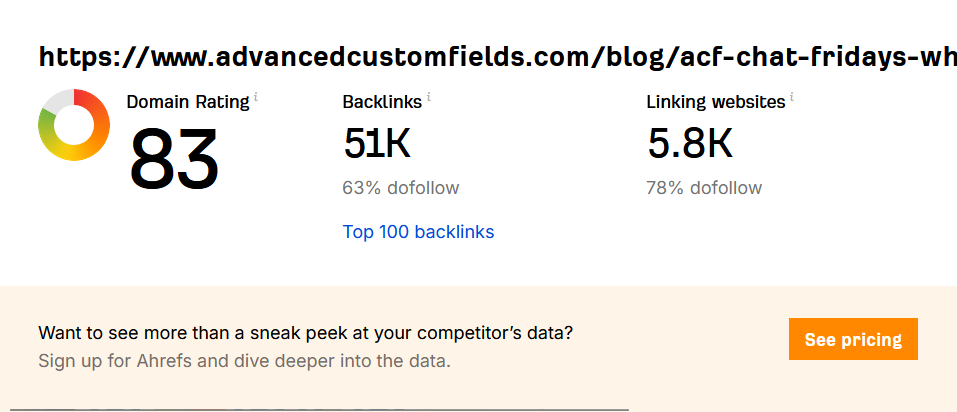 https://www.advancedcustomfields.com/blog/acf-chat-fridays-wh
Domain Rating i
Backlinks i
Linking websites i
83
51K
5.8K
63% dofollow
78% dofollow
Top 100 backlinks
Want to see more than a sneak peek at your competitor’s data?
See pricing
Sign up for Ahrefs and dive deeper into the data.